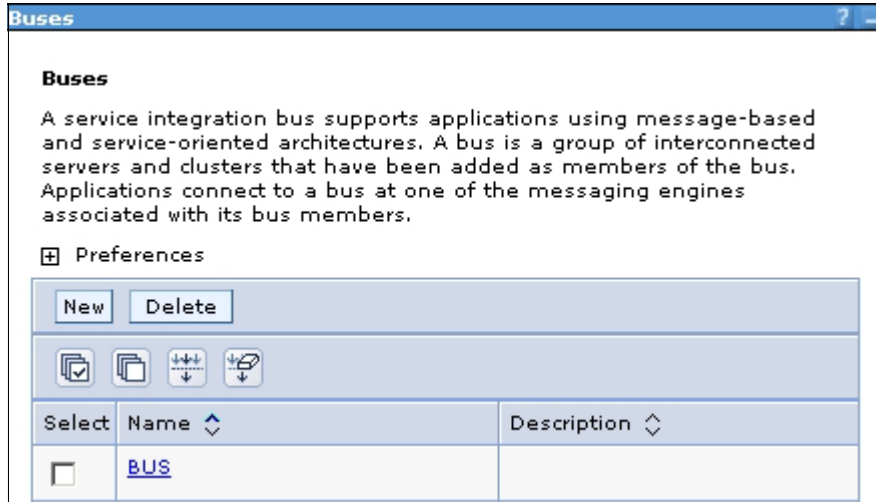 Buses ? _
Buses
A service integration bus supports applications using message-based
and service-oriented architectures. A bus is a group of interconnected
servers and clusters that have been added as members of the bus.
Applications connect to a bus at one of the messaging engines
associated with its bus members.
Preferences
New Delete
Select Name Description
BUS